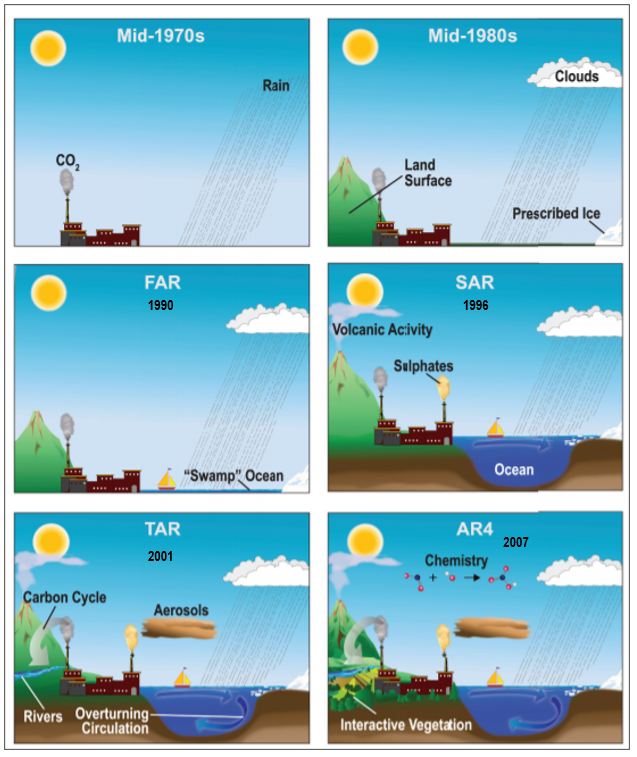 Mid-1970s
Rain
CO2
Mid-1980s
Clouds
Land
Surface
Prescribed Ice
FAR
1990
"Swamp" Ocean
SAR
1996
Volcanic Activity
Sulphates
Ocean
TAR
2001
Carbon Cycle
Aerosols
Rivers
Overturning
Circulation
AR4
2007
Chemistry
+
Interactive Vegetation